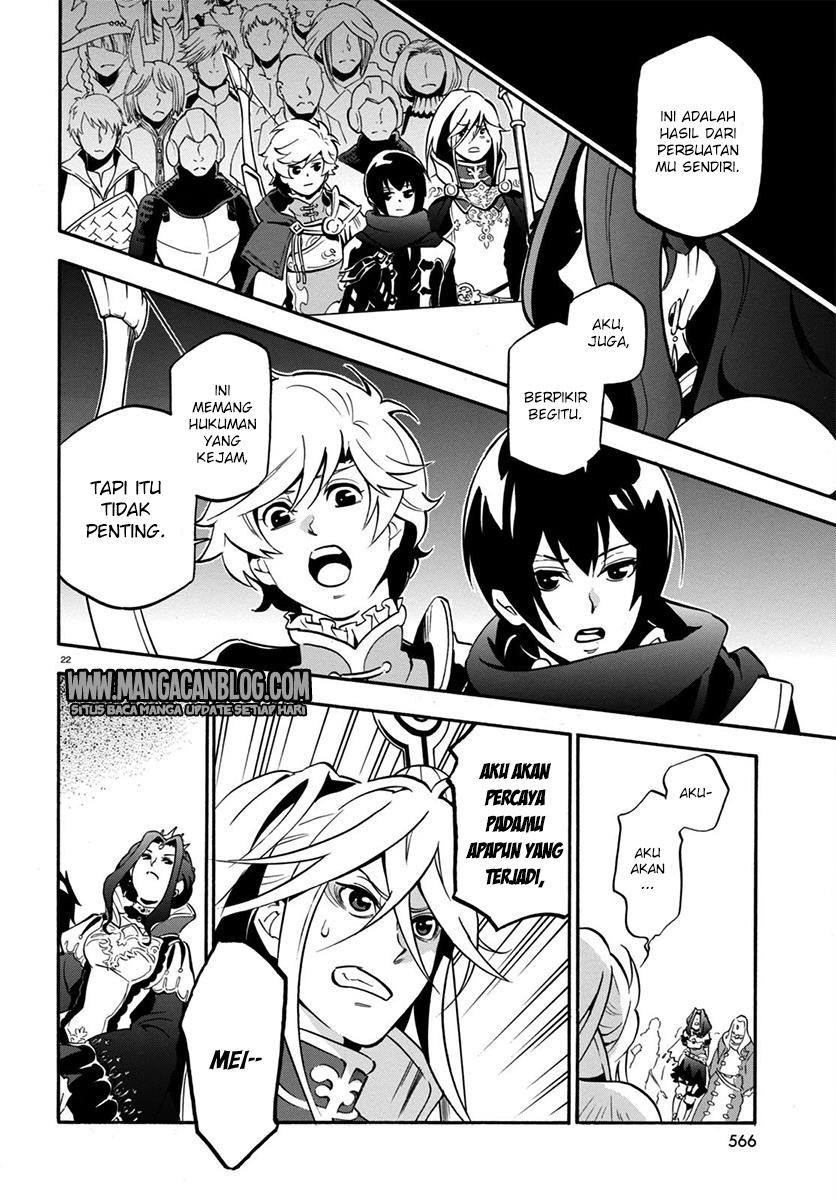 INI ADALAH
HASIL DARI
PERBUATAN
MU SENDIRI.
AKU,
JUGA,
BERPIKIR
BEGITU.
INI
MEMANG
HUKUMAN
YANG
KEJAM,
TAPI ITU
TIDAK
PENTING.
22
WWW.MANGACANBLOG.COM
SITUS BACA MANGA UPDATE SETIAP HARI
AKU-
AKU
AKAN
...
AKU AKAN
PERCAYA
PADAMU
APAPUN YANG
TERJADI,
MEI--
566